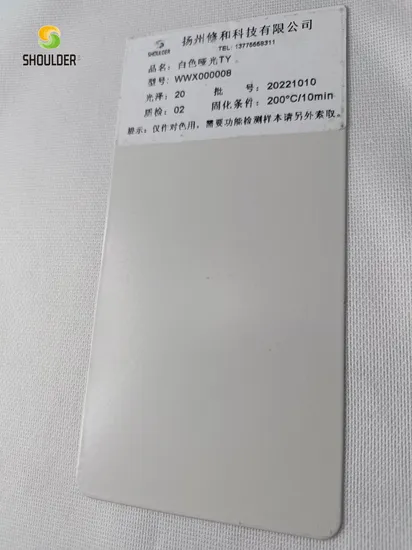 SHOULDER
SHOULDER
扬州修和科技有限公司
TEL: 13776668311
品名: 白色哑光TY
型号: WWX000008
光泽: 20 批 号: 20221010
质检: 02 固化条件: 200°C/10min
提示: 仅作对色用, 需要功能检测样本请另外索取。